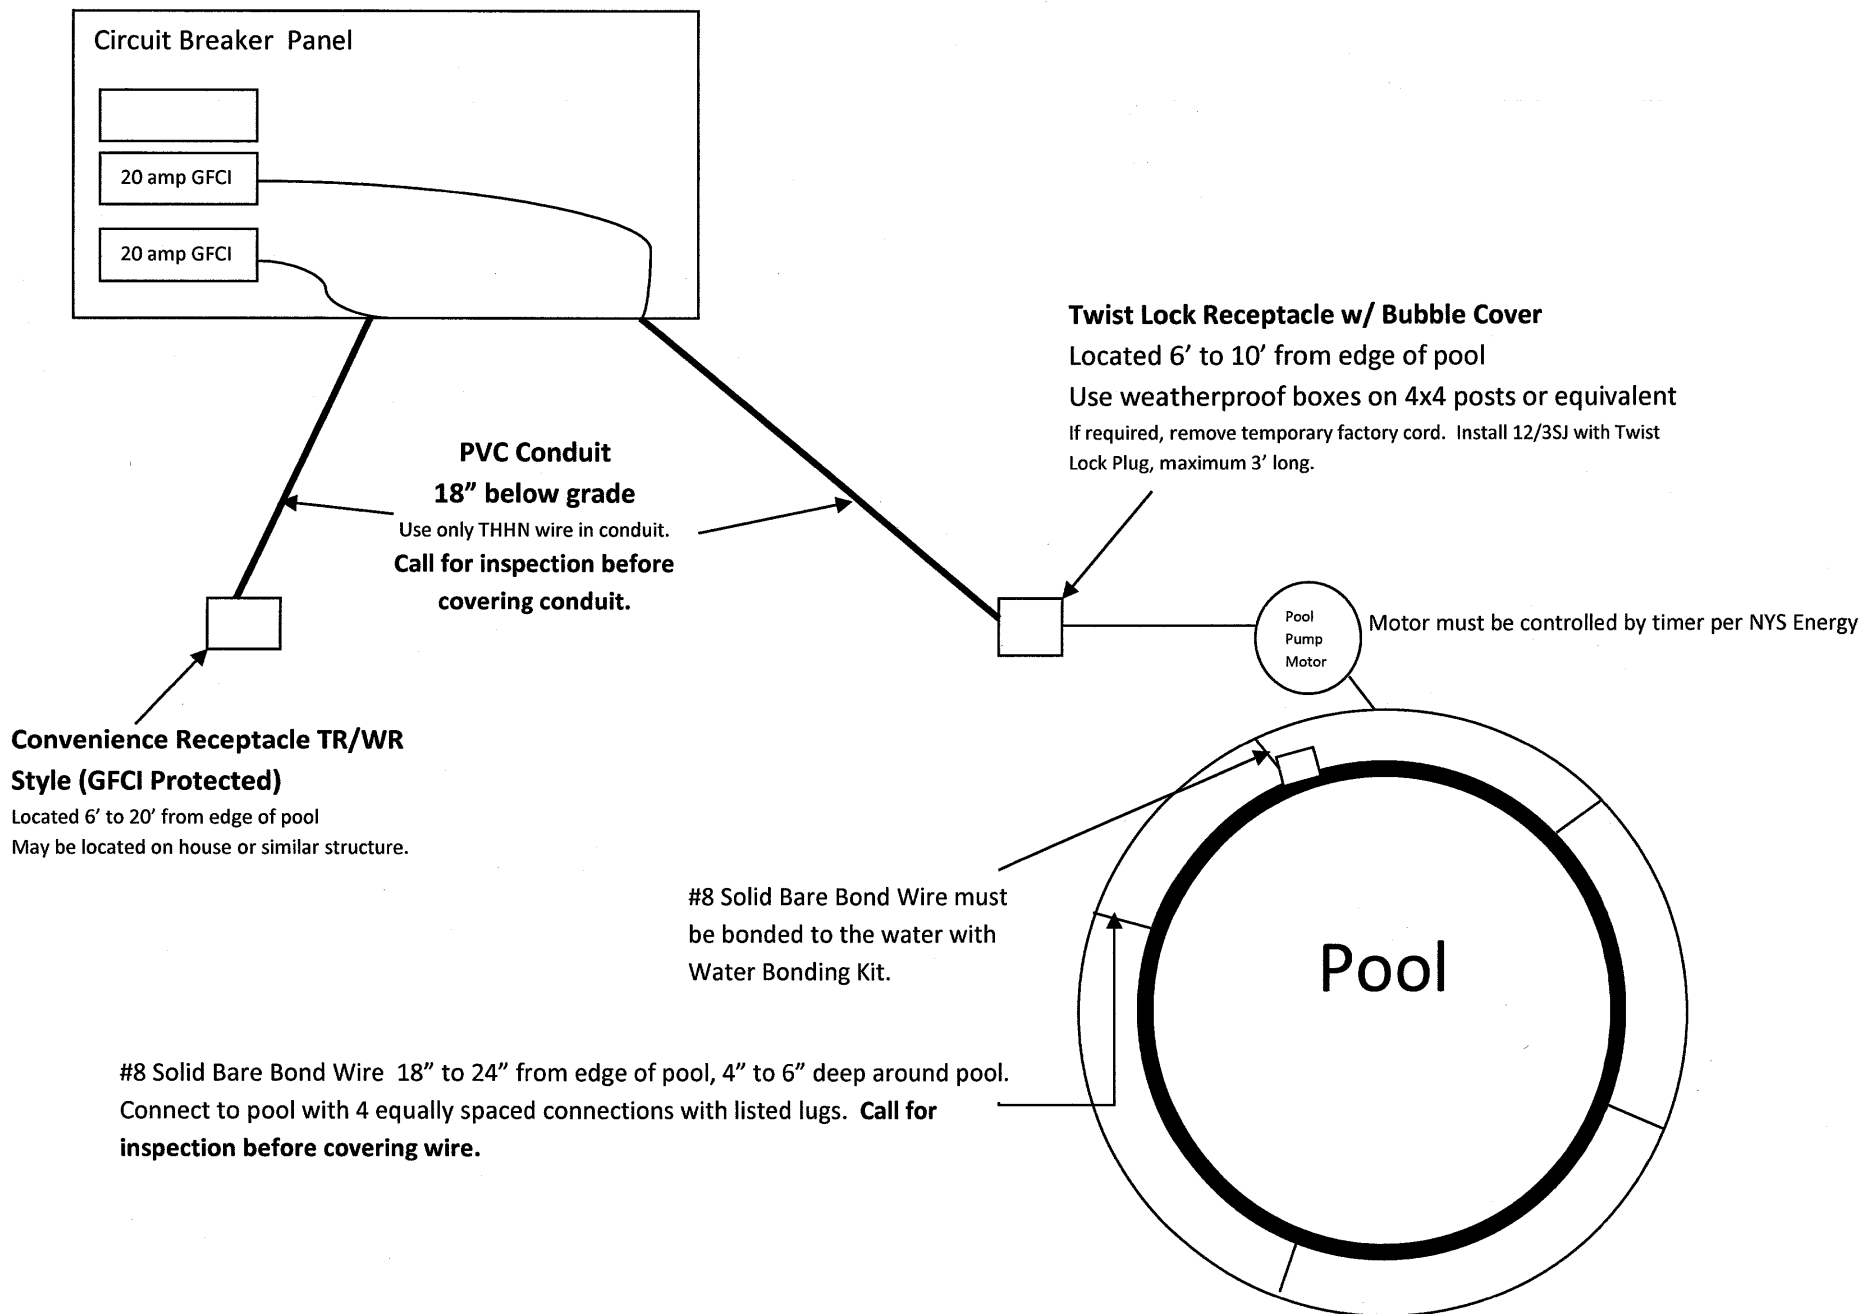 Circuit Breaker Panel
20 amp GFCI
20 amp GFCI
Twist Lock Receptacle w/ Bubble Cover
Located 6′ to 10′ from edge of pool
Use weatherproof boxes on 4x4 posts or equivalent
If required, remove temporary factory cord. Install 12/3SJ with Twist
Lock Plug, maximum 3′ long.
PVC Conduit
18″ below grade
Use only THHN wire in conduit.
Call for inspection before
covering conduit.
Pool
Pump
Motor
Motor must be controlled by timer per NYS Energy
Convenience Receptacle TR/WR
Style (GFCI Protected)
Located 6′ to 20′ from edge of pool
May be located on house or similar structure.
#8 Solid Bare Bond Wire must
be bonded to the water with
Water Bonding Kit.
Pool
#8 Solid Bare Bond Wire 18″ to 24″ from edge of pool, 4″ to 6″ deep around pool.
Connect to pool with 4 equally spaced connections with listed lugs. Call for
inspection before covering wire.